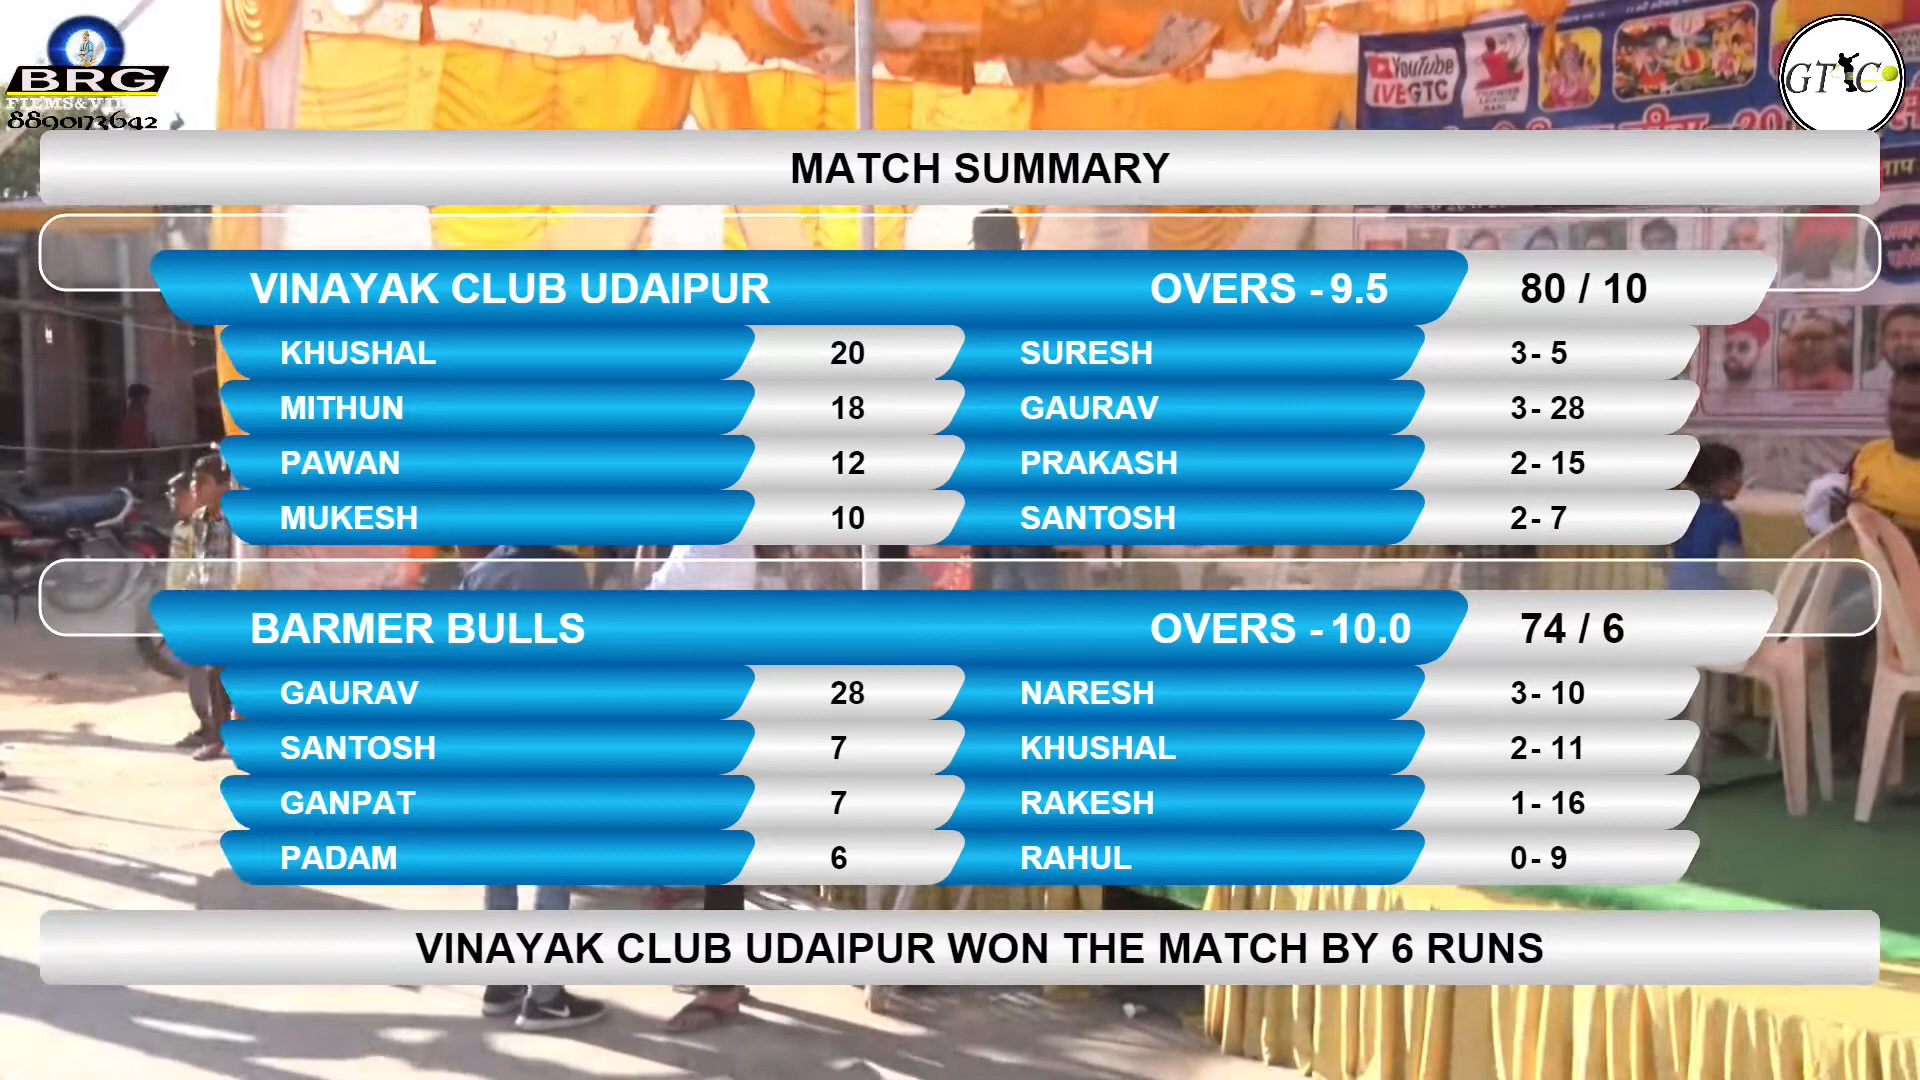 BRG
FILMS&VID
8890173642
YouTube
GTC
MATCH SUMMARY
VINAYAK CLUB UDAIPUR OVERS - 9.5 80 / 10
KHUSHAL 20 SURESH 3 - 5
MITHUN 18 GAURAV 3 - 28
PAWAN 12 PRAKASH 2 - 15
MUKESH 10 SANTOSH 2 - 7
BARMER BULLS OVERS - 10.0 74 / 6
GAURAV 28 NARESH 3 - 10
SANTOSH 7 KHUSHAL 2 - 11
GANPAT 7 RAKESH 1 - 16
PADAM 6 RAHUL 0 - 9
VINAYAK CLUB UDAIPUR WON THE MATCH BY 6 RUNS